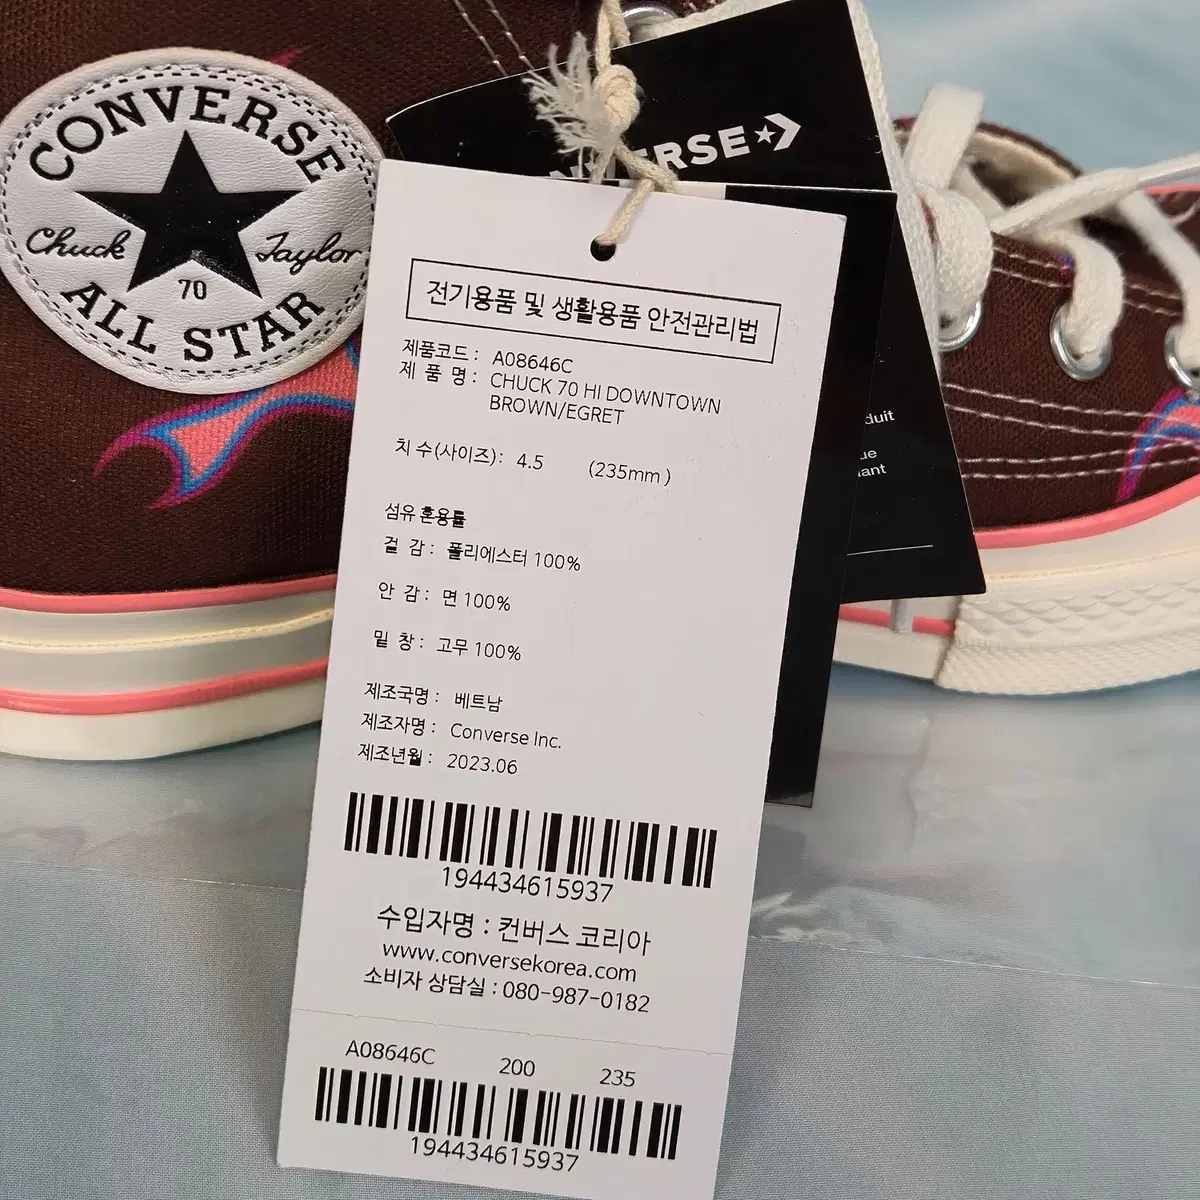 CONVERSE
Chuck Taylor
70
ALL STAR
전기용품 및 생활용품 안전관리법
제품코드 : A08646C
제 품 명 : CHUCK 70 HI DOWNTOWN
BROWN/EGRET
치 수(사이즈) : 4.5 (235mm )
섬유 혼용률
겉 감 : 폴리에스터 100%
안 감 : 면 100%
밑 창 : 고무 100%
제조국명 : 베트남
제조자명 : Converse Inc.
제조년월 : 2023.06
194434615937
수입자명 : 컨버스 코리아
www.conversekorea.com
소비자 상담실 : 080-987-0182
A08646C 200 235
194434615937